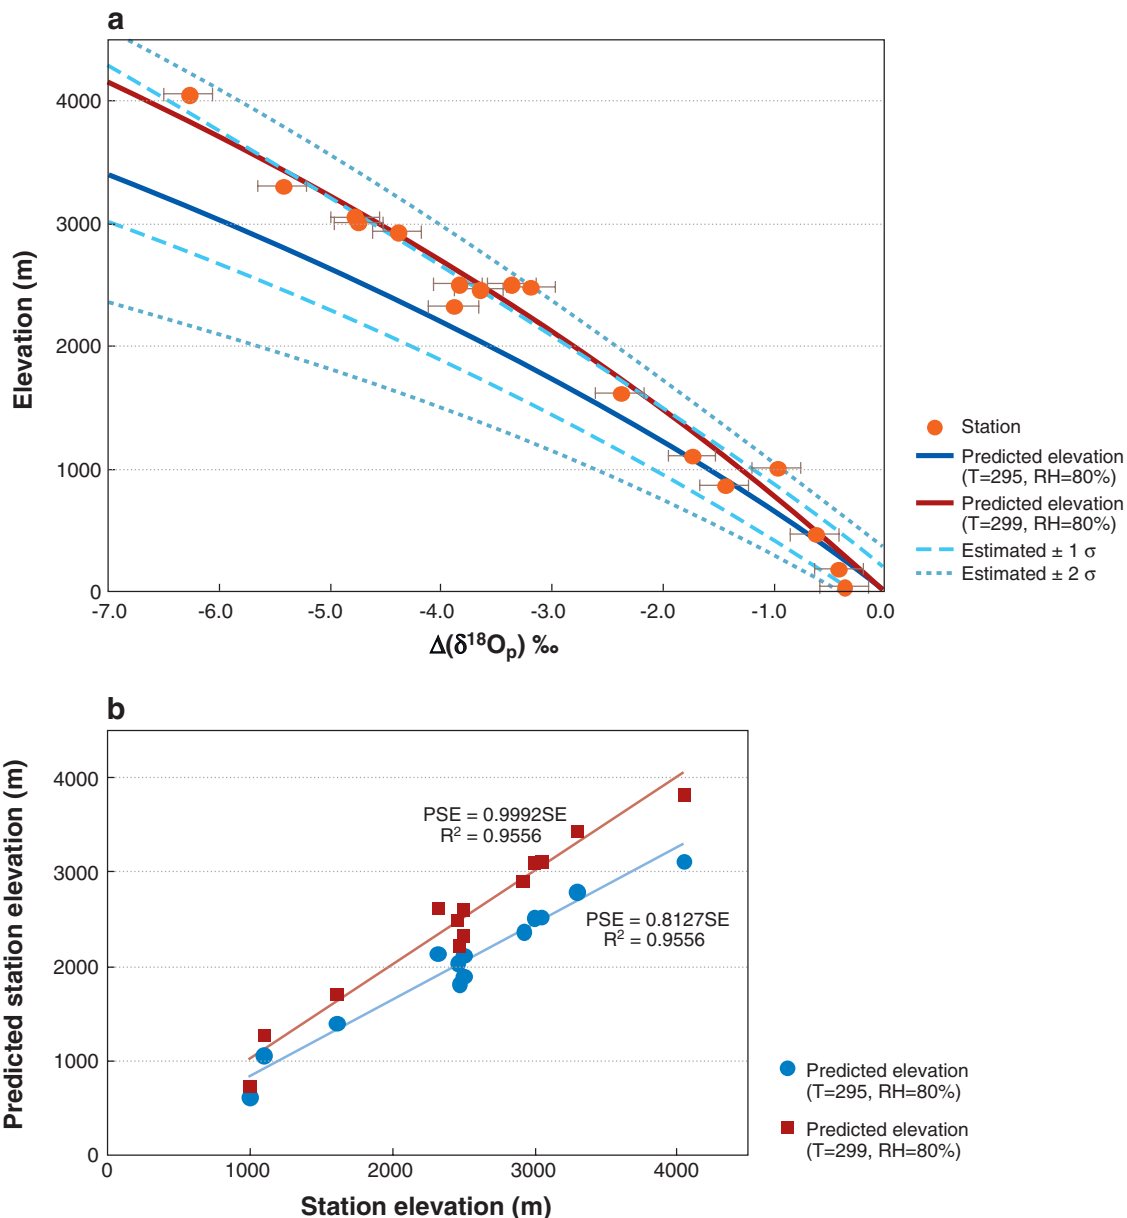 a
4000
3000
2000
1000
0
Elevation (m)
-7.0 -6.0 -5.0 -4.0 -3.0 -2.0 -1.0 0.0
Δ(δ¹⁸Oₚ) ‰
Station
Predicted elevation
(T=295, RH=80%)
Predicted elevation
(T=299, RH=80%)
Estimated ± 1 σ
Estimated ± 2 σ
b
4000
3000
2000
1000
0
Predicted station elevation (m)
PSE = 0.9992SE
R² = 0.9556
PSE = 0.8127SE
R² = 0.9556
0 1000 2000 3000 4000
Station elevation (m)
Predicted elevation
(T=295, RH=80%)
Predicted elevation
(T=299, RH=80%)